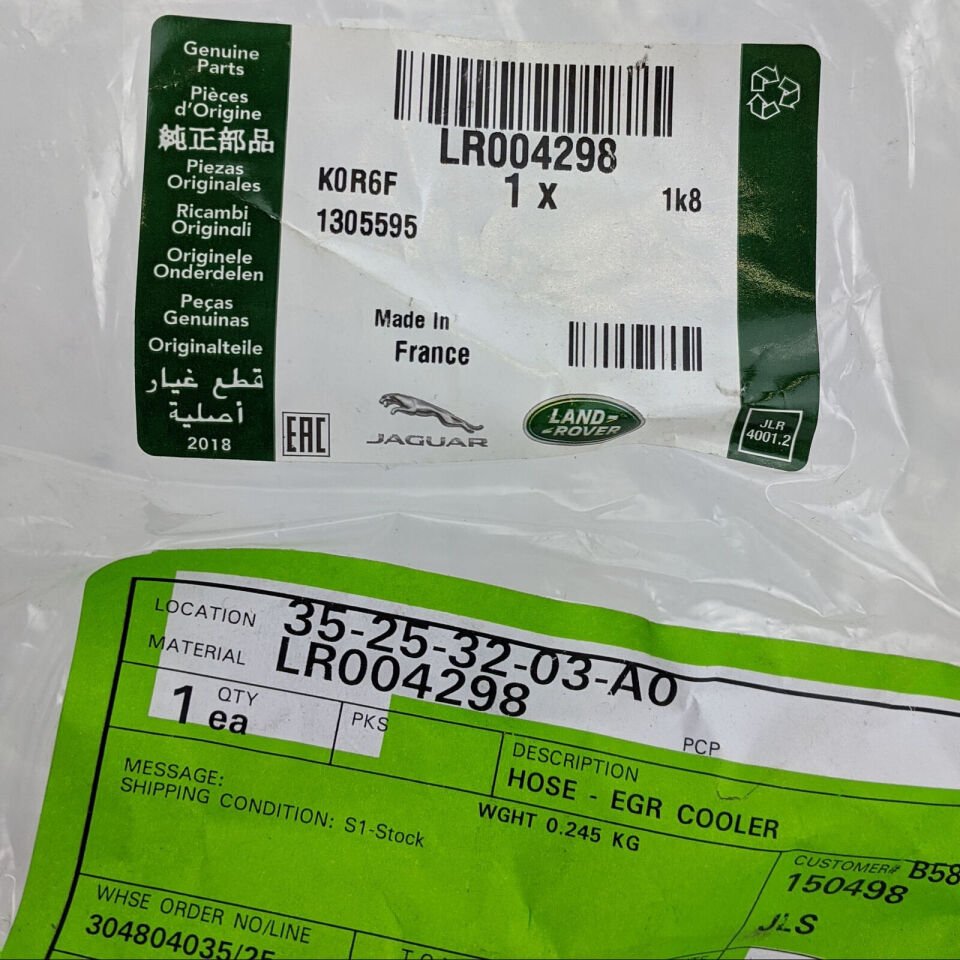 Genuine
Parts
Pièces
d'Origine
純正部品
Piezas
Originales
Ricambi
Originali
Originele
Onderdelen
Peças
Genuinas
Originalteile
قطع غيار
أصلية
2018
LR004298
1 x
K0R6F
1k8
1305595
Made In
France
EAC
JAGUAR
LAND-
-ROVER
JLR
4001.2
LOCATION 35-25-32-03-A0
MATERIAL LR004298
QTY
1 ea
PKS
PCP
DESCRIPTION
HOSE - EGR COOLER
WGHT 0.245 KG
MESSAGE:
SHIPPING CONDITION: S1-Stock
CUSTOMER# B58
150498
JLS
WHSE ORDER NO/LINE
304804035/25